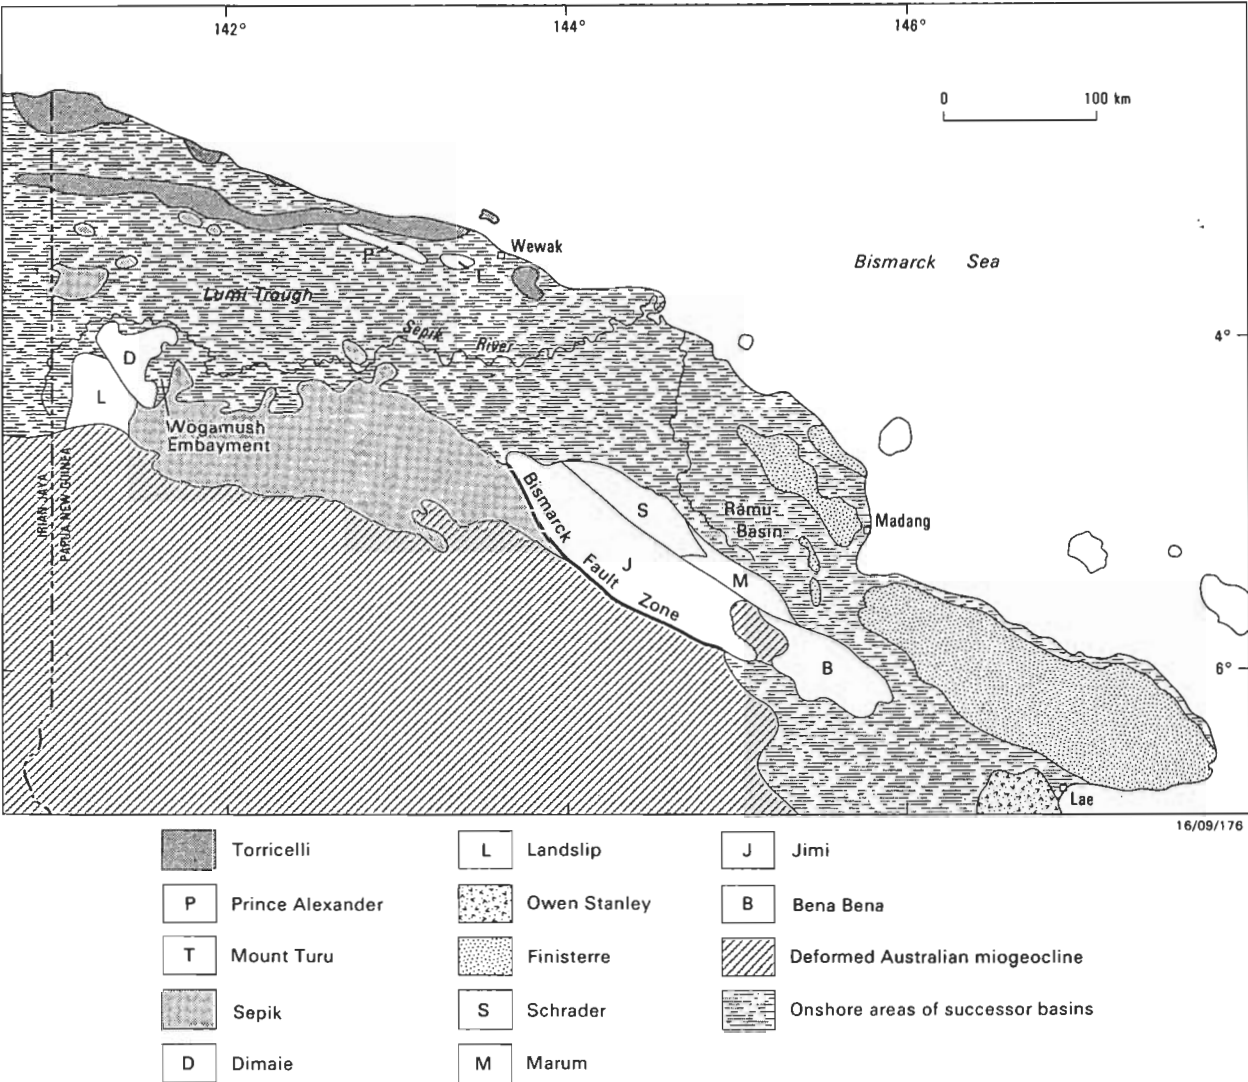 142°
144°
146°
0
100 km
Wewak
P
T
Bismarck Sea
Lumi Trough
Sepik
River
4°
D
L
Wogamush
Embayment
IRIAN JAYA
PAPUA NEW GUINEA
Bismarck
Fault
Zone
S
Ramu
Basin
Madang
J
M
B
6°
Lae
16/09/176
Torricelli
L
Landslip
J
Jimi
P
Prince Alexander
Owen Stanley
B
Bena Bena
T
Mount Turu
Finisterre
Deformed Australian miogeocline
Sepik
S
Schrader
Onshore areas of successor basins
D
Dimaie
M
Marum